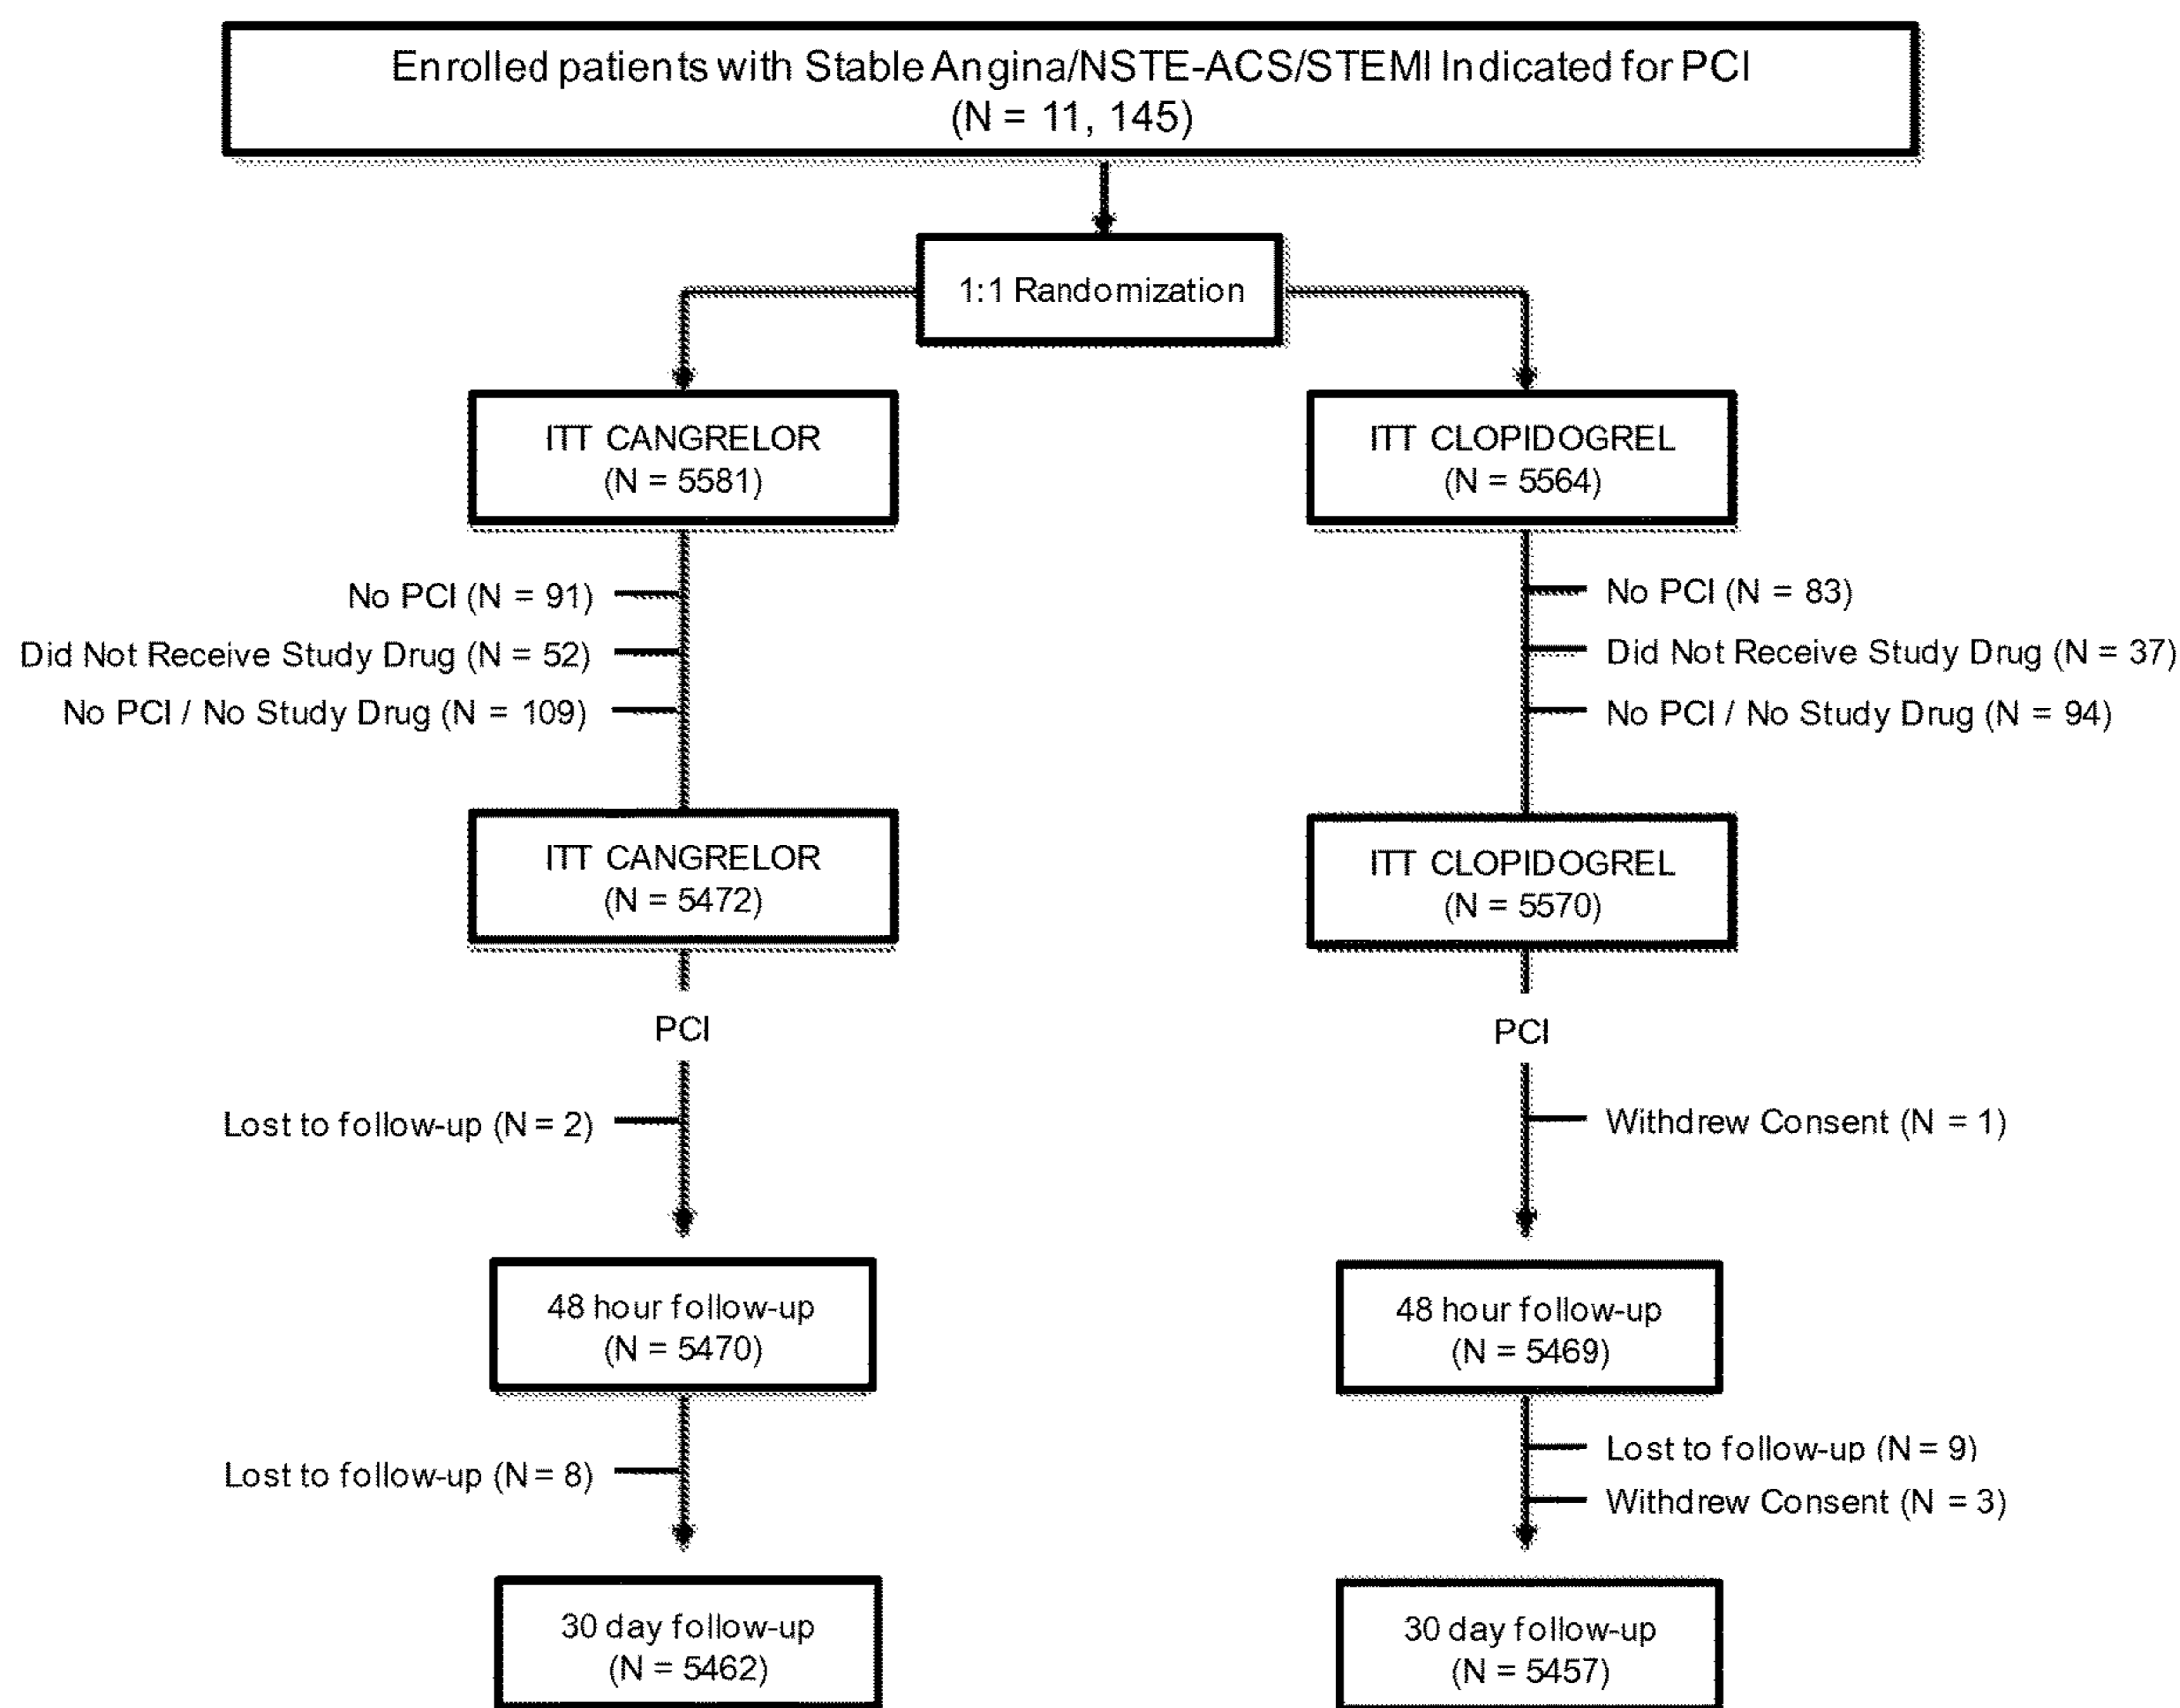 Enrolled patients with Stable Angina/NSTE-ACS/STEMI Indicated for PCI
(N = 11, 145)
1:1 Randomization
ITT CANGRELOR
(N = 5581)
ITT CLOPIDOGREL
(N = 5564)
No PCI (N = 91)
Did Not Receive Study Drug (N = 52)
No PCI / No Study Drug (N = 109)
No PCI (N = 83)
Did Not Receive Study Drug (N = 37)
No PCI / No Study Drug (N = 94)
ITT CANGRELOR
(N = 5472)
ITT CLOPIDOGREL
(N = 5570)
PCI
PCI
Lost to follow-up (N = 2)
Withdrew Consent (N = 1)
48 hour follow-up
(N = 5470)
48 hour follow-up
(N = 5469)
Lost to follow-up (N = 8)
Lost to follow-up (N = 9)
Withdrew Consent (N = 3)
30 day follow-up
(N = 5462)
30 day follow-up
(N = 5457)